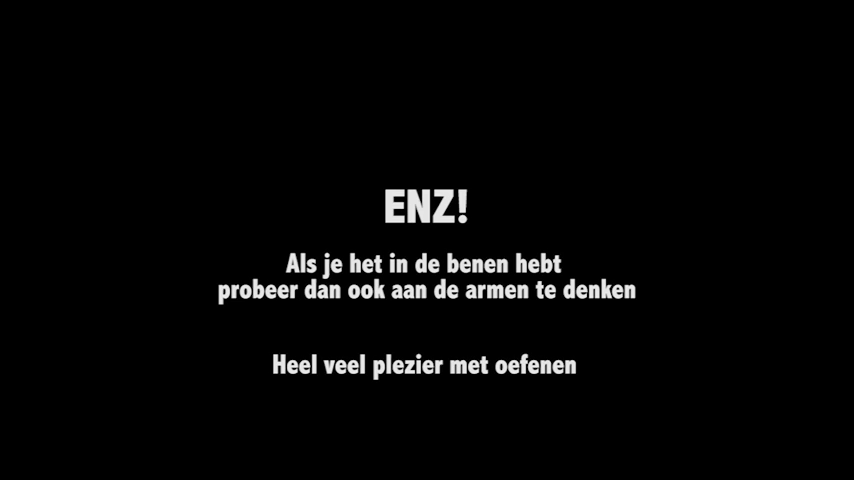 ENZ!
Als je het in de benen hebt
probeer dan ook aan de armen te denken
Heel veel plezier met oefenen